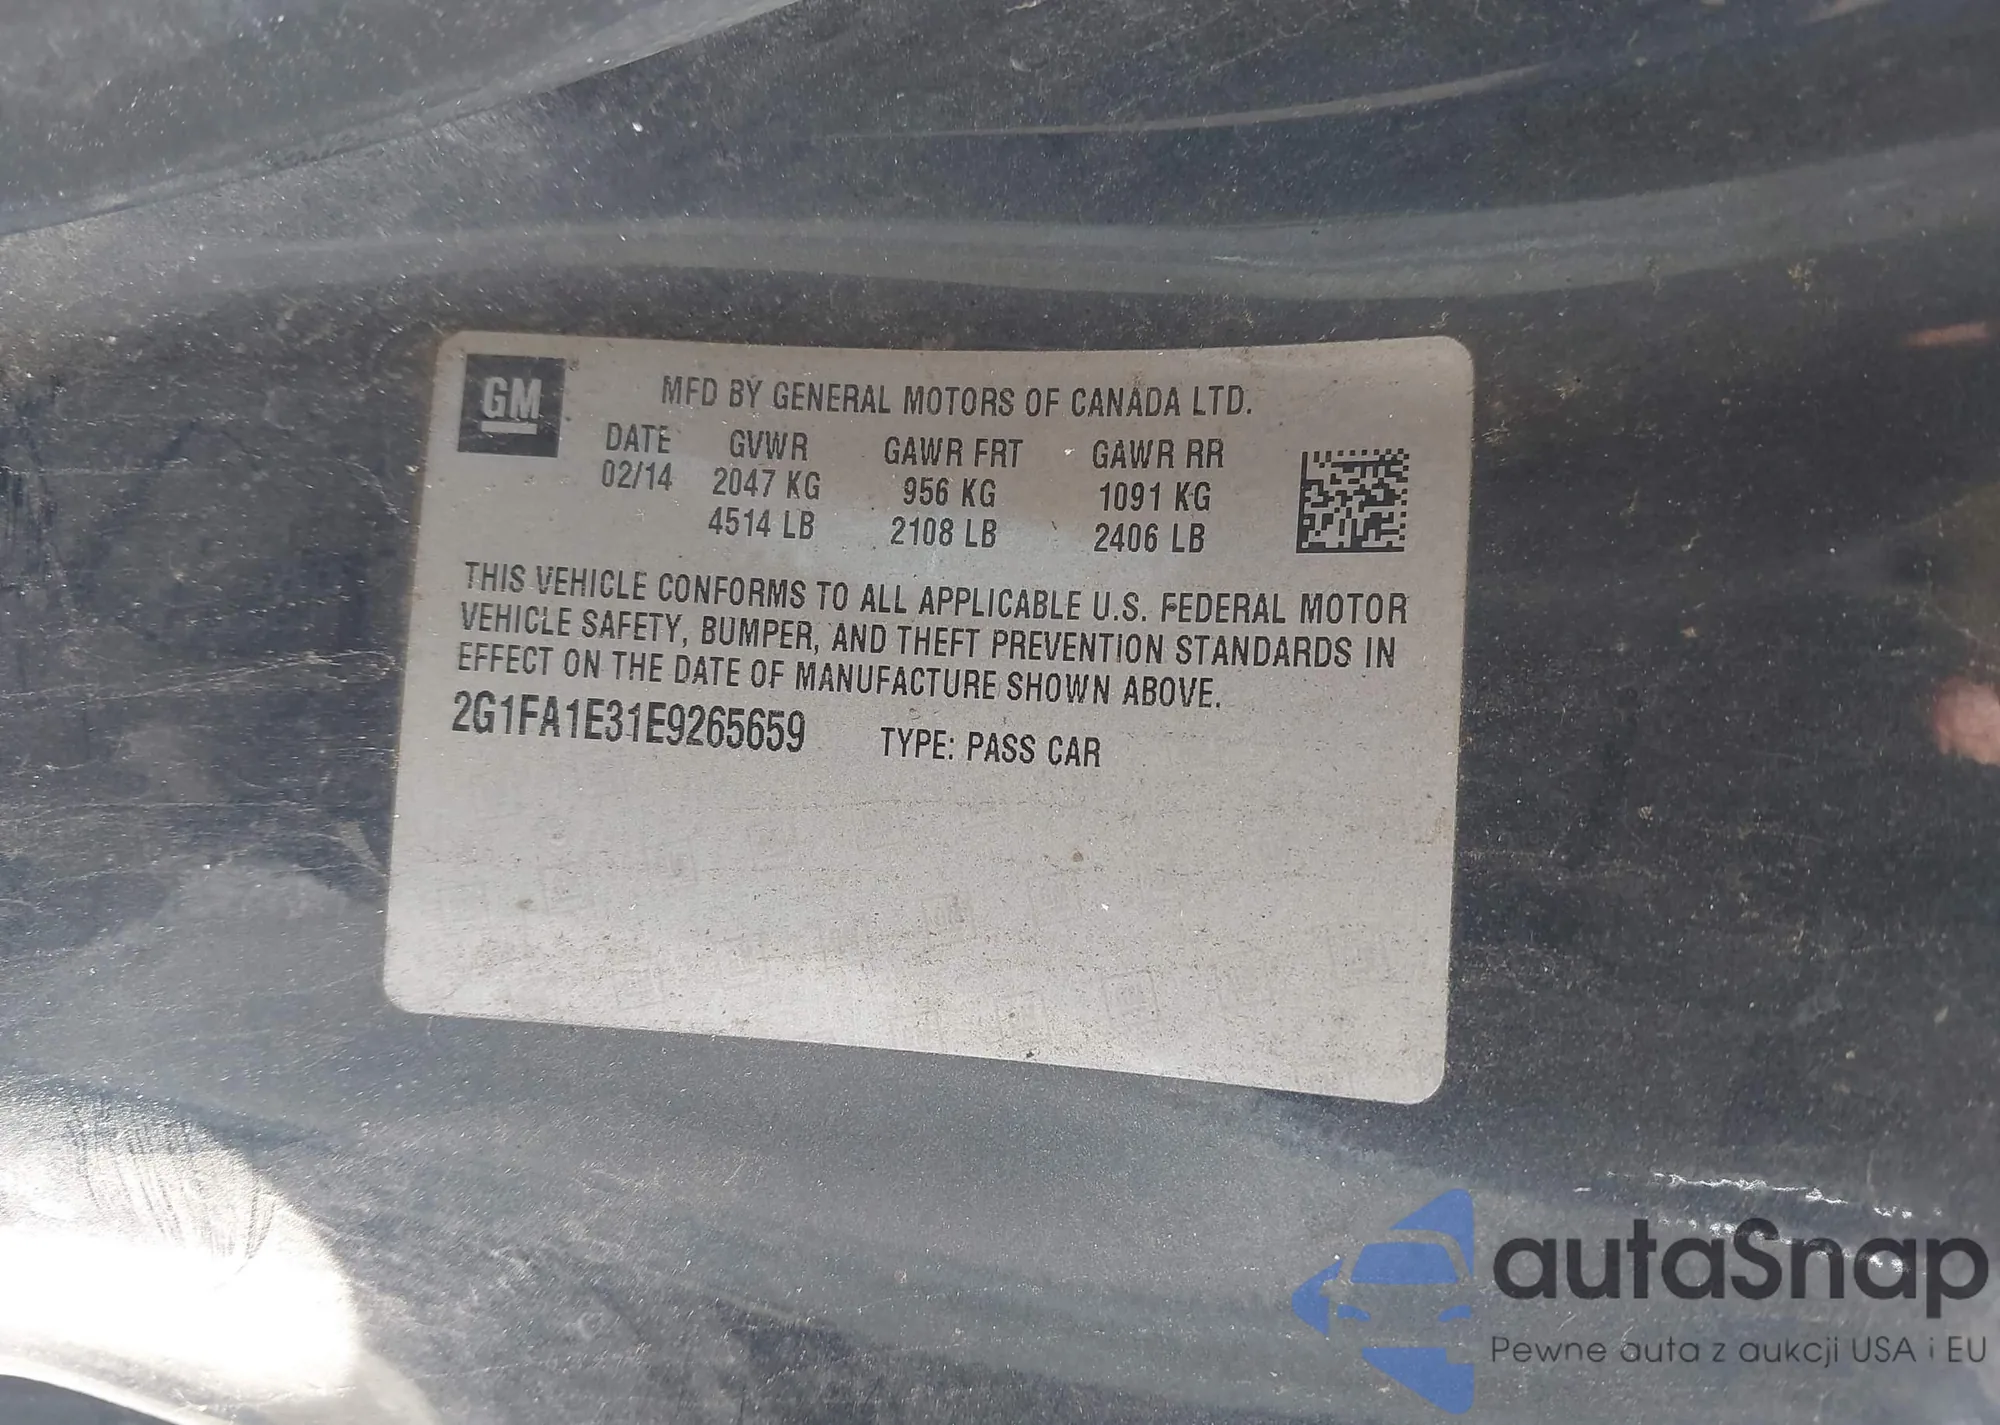 GM
MFD BY GENERAL MOTORS OF CANADA LTD.
DATE GVWR GAWR FRT GAWR RR
02/14 2047 KG 956 KG 1091 KG
4514 LB 2108 LB 2406 LB
THIS VEHICLE CONFORMS TO ALL APPLICABLE U.S. FEDERAL MOTOR
VEHICLE SAFETY, BUMPER, AND THEFT PREVENTION STANDARDS IN
EFFECT ON THE DATE OF MANUFACTURE SHOWN ABOVE.
2G1FA1E31E9265659 TYPE: PASS CAR
autaSnap
Pewne auta z aukcji USA i EU